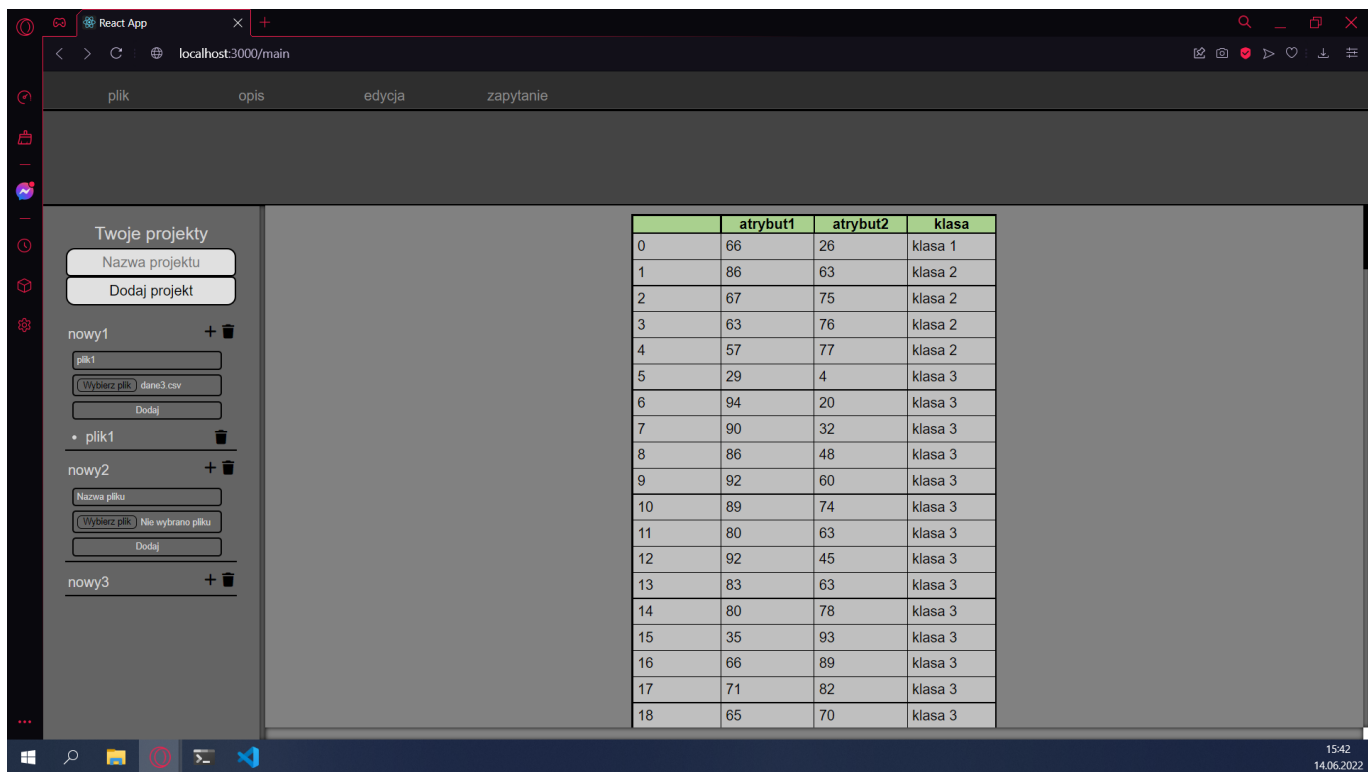 React App
localhost:3000/main
plik opis edycja zapytanie
Twoje projekty
Nazwa projektu
Dodaj projekt
nowy1
plik1
Wybierz plik dane3.csv
Dodaj
plik1
nowy2
Nazwa pliku
Wybierz plik Nie wybrano pliku
Dodaj
nowy3
atrybut1 atrybut2 klasa
0 66 26 klasa 1
1 86 63 klasa 2
2 67 75 klasa 2
3 63 76 klasa 2
4 57 77 klasa 2
5 29 4 klasa 3
6 94 20 klasa 3
7 90 32 klasa 3
8 86 48 klasa 3
9 92 60 klasa 3
10 89 74 klasa 3
11 80 63 klasa 3
12 92 45 klasa 3
13 83 63 klasa 3
14 80 78 klasa 3
15 35 93 klasa 3
16 66 89 klasa 3
17 71 82 klasa 3
18 65 70 klasa 3
15:42
14.06.2022